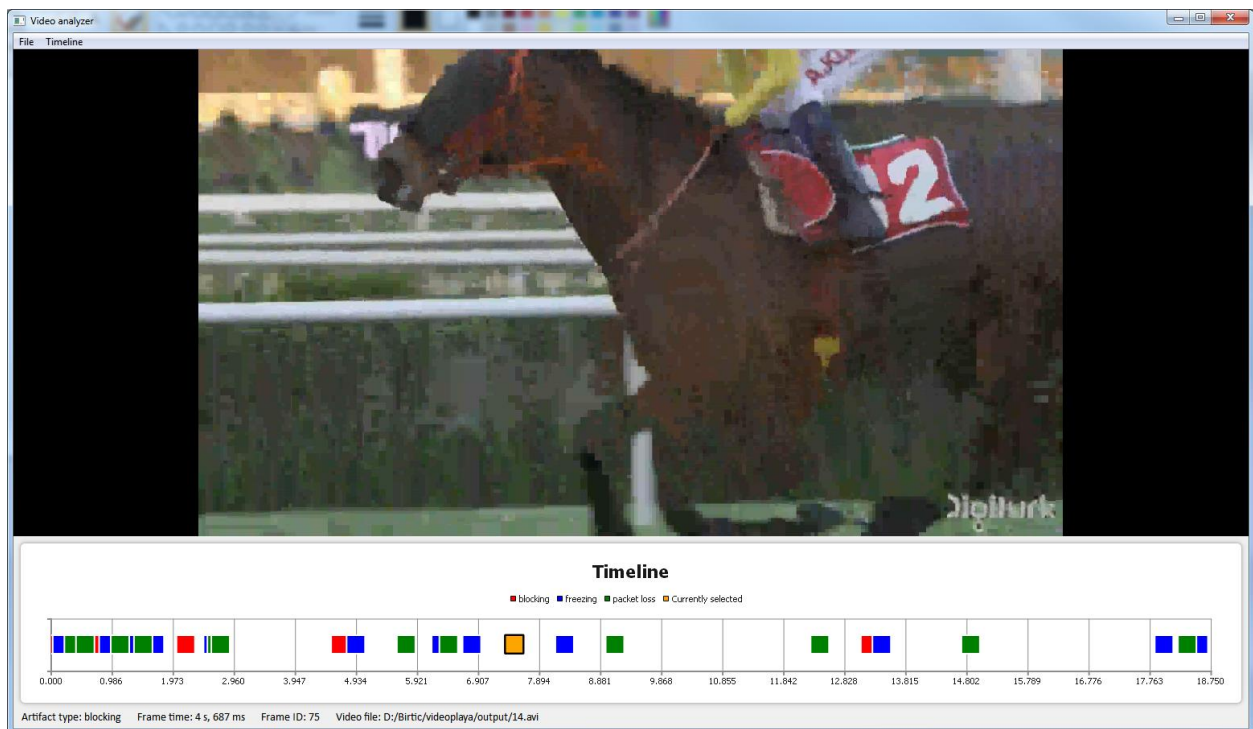 Video analyzer
File Timeline
A.KU
2
Digiturk
Timeline
blocking freezing packet loss Currently selected
0.000 0.986 1.973 2.960 3.947 4.934 5.921 6.907 7.894 8.881 9.868 10.855 11.842 12.828 13.815 14.802 15.789 16.776 17.763 18.750
Artifact type: blocking Frame time: 4 s, 687 ms Frame ID: 75 Video file: D:/Birtic/videoplaya/output/14.avi